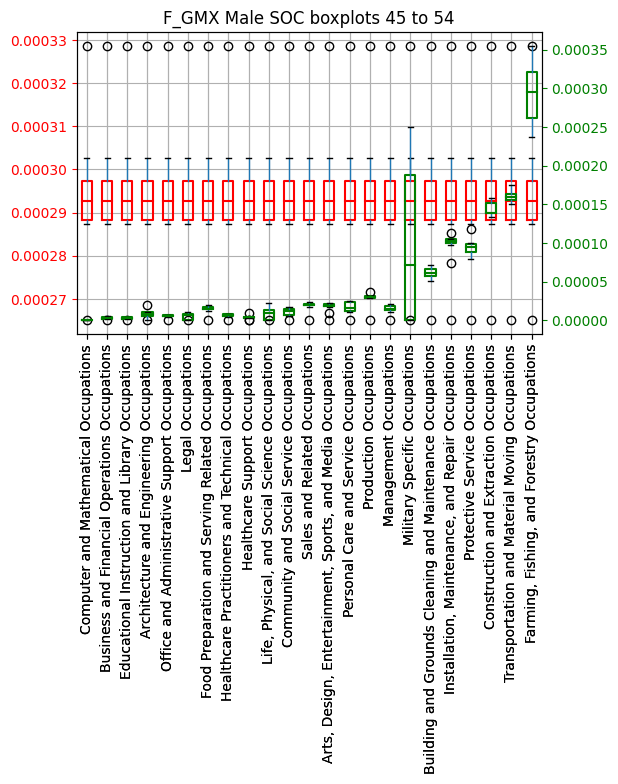 F_GMX Male SOC boxplots 45 to 54
0.00033
0.00032
0.00031
0.00030
0.00029
0.00028
0.00027
0.00035
0.00030
0.00025
0.00020
0.00015
0.00010
0.00005
0.00000
Computer and Mathematical Occupations
Business and Financial Operations Occupations
Educational Instruction and Library Occupations
Architecture and Engineering Occupations
Office and Administrative Support Occupations
Legal Occupations
Food Preparation and Serving Related Occupations
Healthcare Practitioners and Technical Occupations
Healthcare Support Occupations
Life, Physical, and Social Science Occupations
Community and Social Service Occupations
Sales and Related Occupations
Arts, Design, Entertainment, Sports, and Media Occupations
Personal Care and Service Occupations
Production Occupations
Management Occupations
Military Specific Occupations
Building and Grounds Cleaning and Maintenance Occupations
Installation, Maintenance, and Repair Occupations
Protective Service Occupations
Construction and Extraction Occupations
Transportation and Material Moving Occupations
Farming, Fishing, and Forestry Occupations